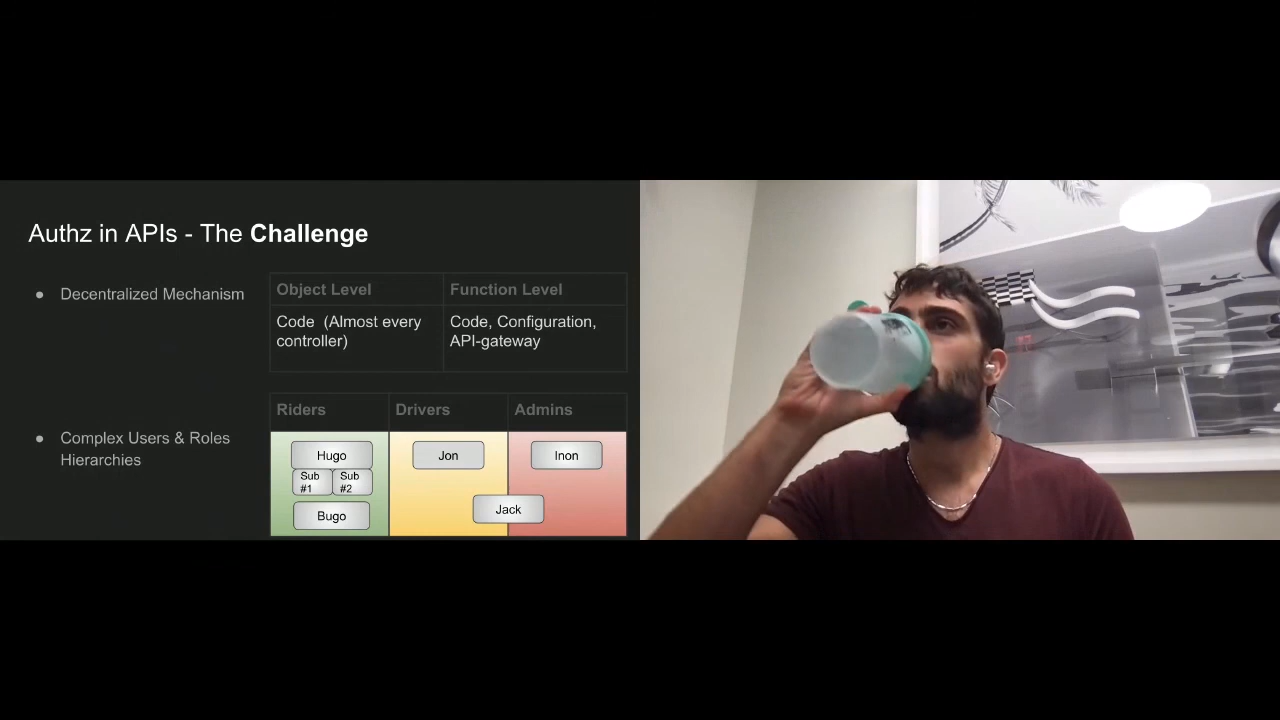 Authz in APIs - The Challenge
● Decentralized Mechanism
Object Level
Function Level
Code (Almost every
controller)
Code, Configuration,
API-gateway
● Complex Users & Roles
Hierarchies
Riders
Drivers
Admins
Hugo
Sub
#1
Sub
#2
Bugo
Jon
Jack
Inon